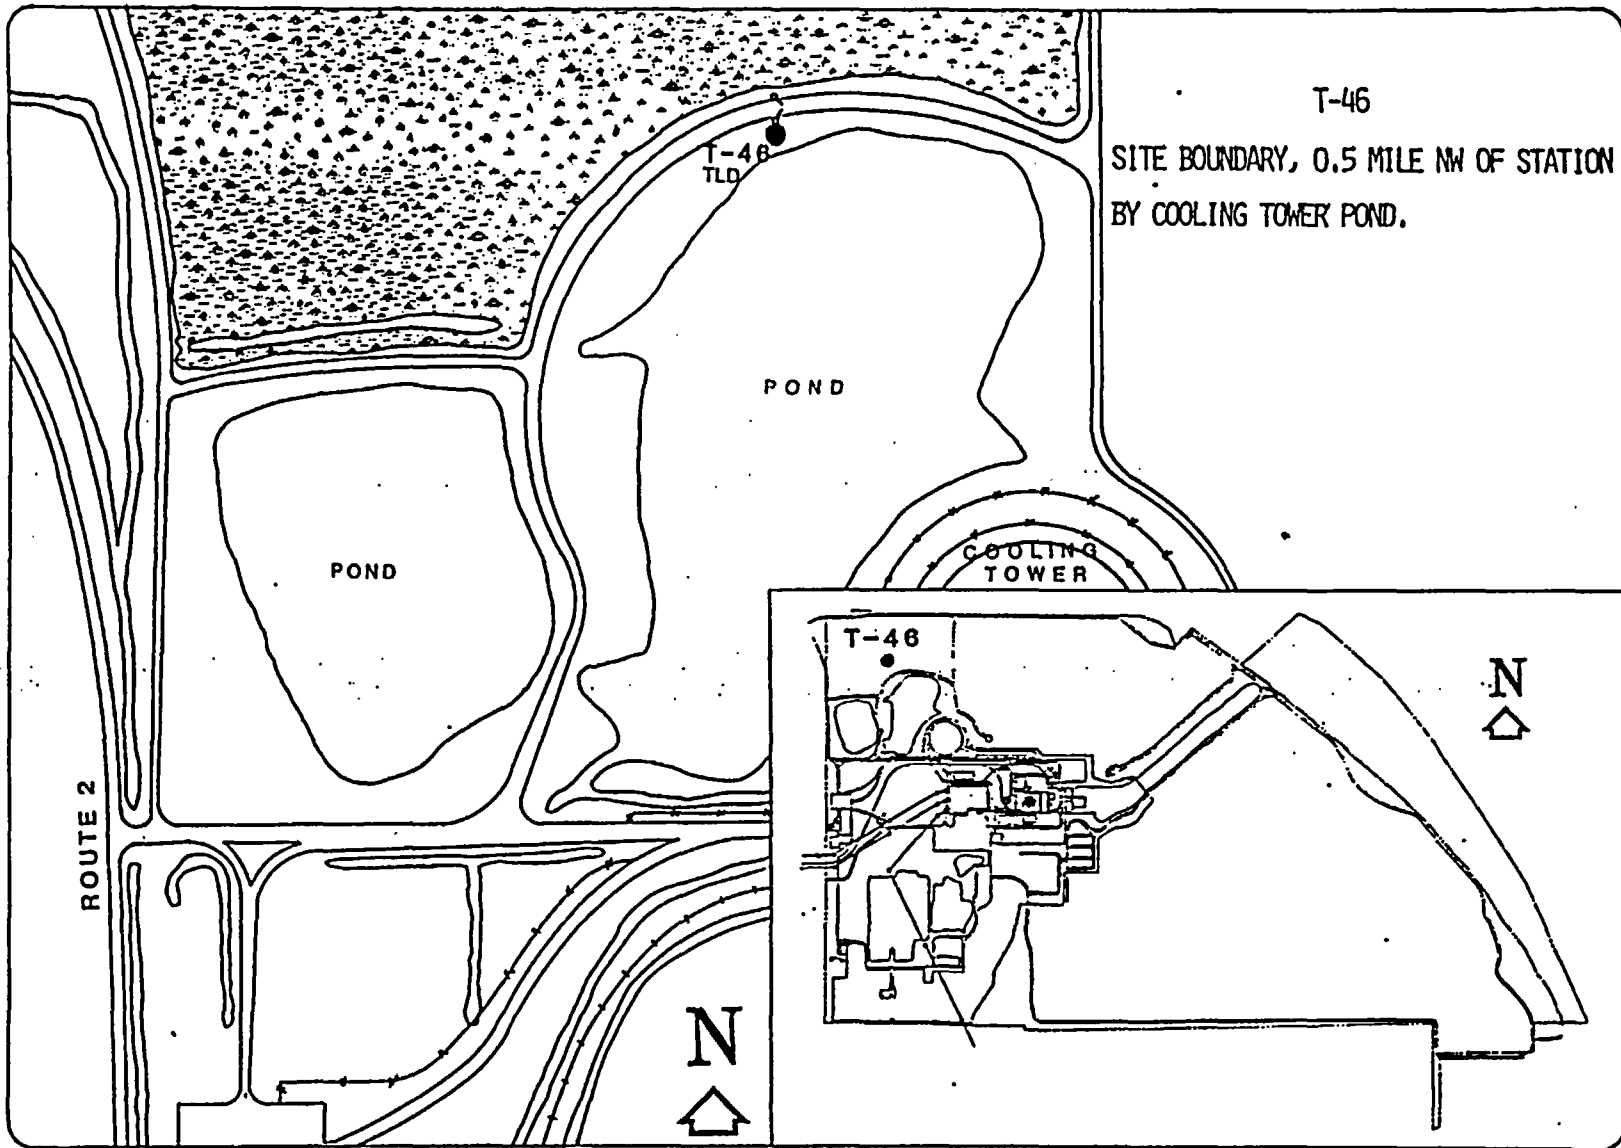 T-46
SITE BOUNDARY, 0.5 MILE NW OF STATION
BY COOLING TOWER POND.
T-46
TLD
POND
POND
COOLING
TOWER
ROUTE 2
N
T-46
N